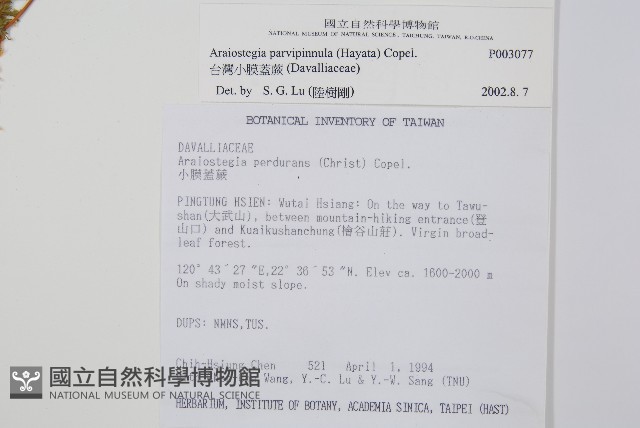 國立自然科學博物館
NATIONAL MUSEUM OF NATURAL SCIENCE, TAICHUNG, TAIWAN, R.O.CHINA
Araiostegia parvipinnula (Hayata) Copel. P003077
台灣小膜蓋蕨 (Davalliaceae)
Det. by S. G. Lu (陸樹剛) 2002. 8. 7
BOTANICAL INVENTORY OF TAIWAN
DAVALLIACEAE
Araiostegia perdurans (Christ) Copel.
小膜蓋蕨
PINGTUNG HSIEN: Wutai Hsiang: On the way to Tawu-
shan(大武山), between mountain-hiking entrance(登
山口) and Kuaikushanchung(檜谷山莊). Virgin broad-
leaf forest.
120° 43′27″E,22° 36′53″N. Elev ca. 1600-2000 m
On shady moist slope.
DUPS: NMNS,TUS.
Chih-Hsiung Chen 521 April 1, 1994
Wang, Y.-C. Lu & Y.-W. Sang (TNU)
國立自然科學博物館
NATIONAL MUSEUM OF NATURAL SCIENCE
HERBARIUM, INSTITUTE OF BOTANY, ACADEMIA SINICA, TAIPEI (HAST)